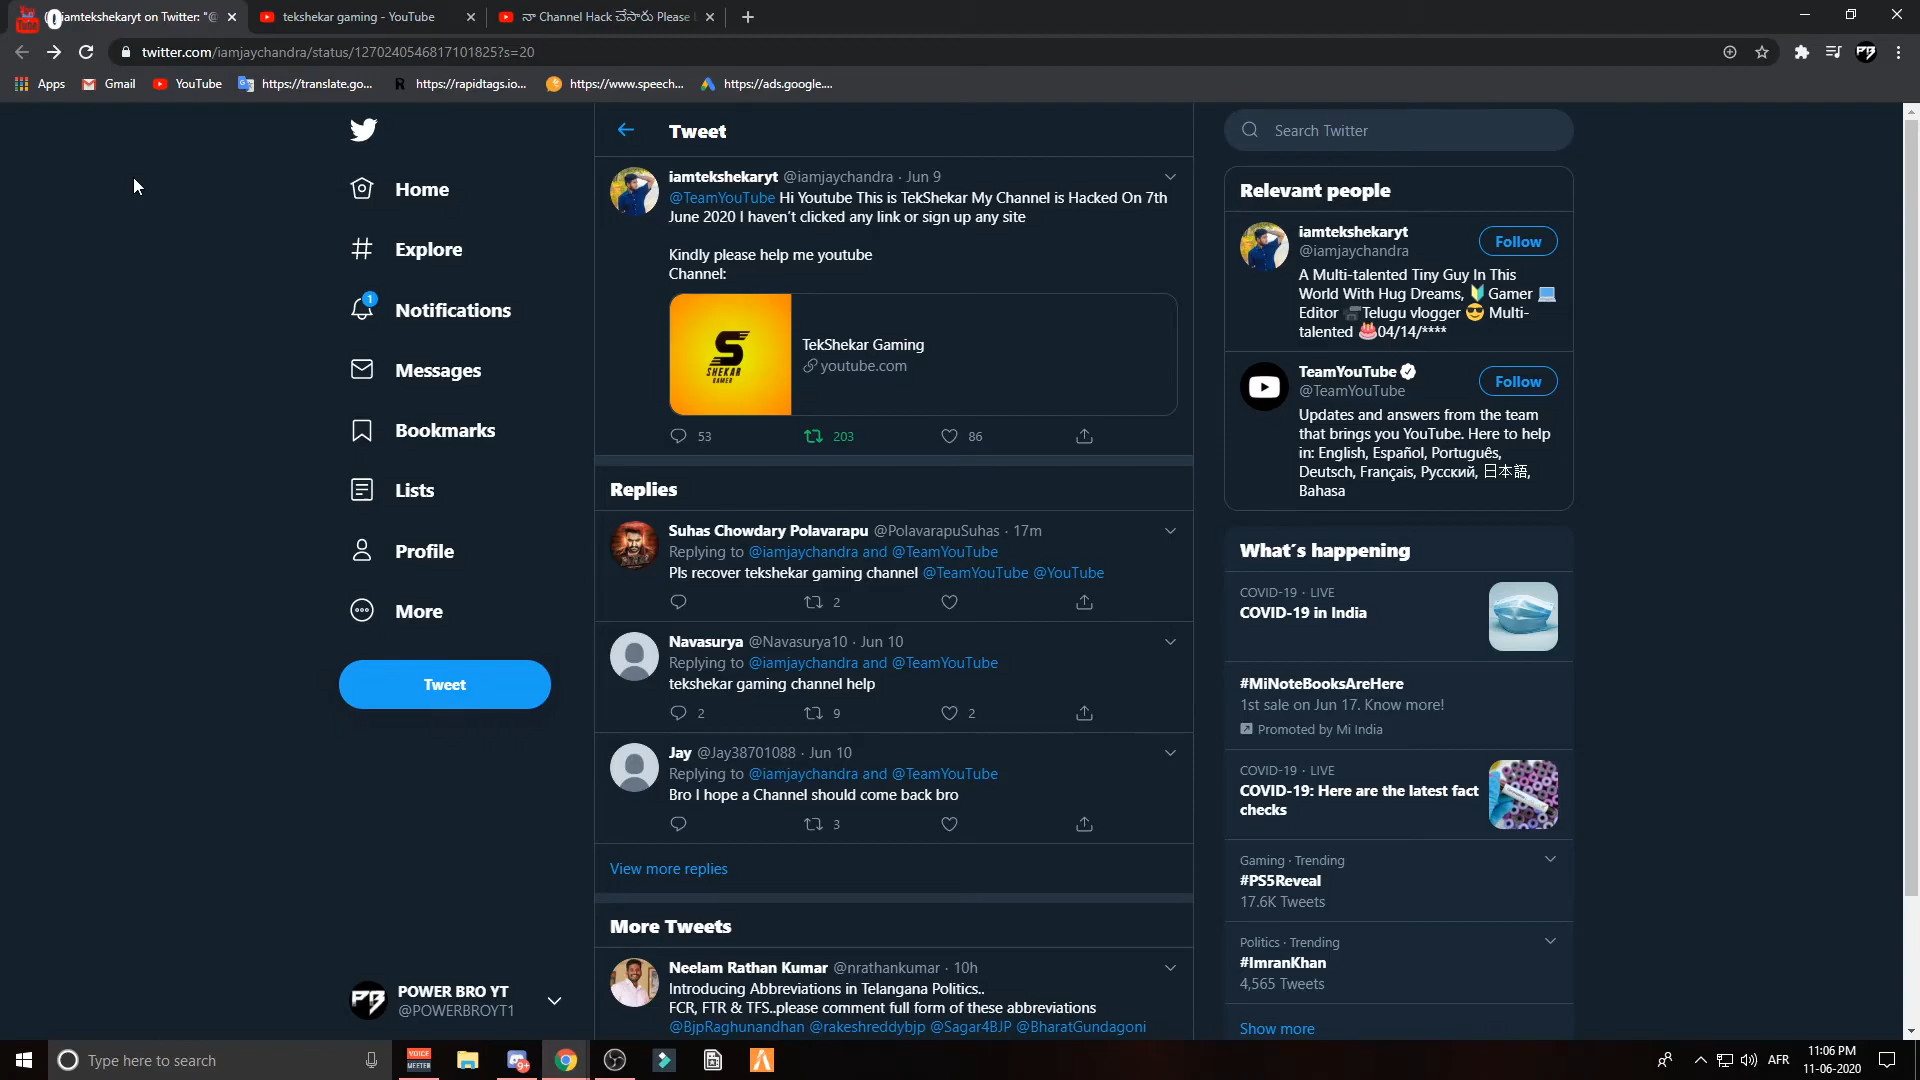 iamtekshekaryt on Twitter: "@
tekshekar gaming - YouTube
నా Channel Hack చేసారు Please
twitter.com/iamjaychandra/status/1270240546817101825?s=20
Apps
Gmail
YouTube
https://translate.go...
https://rapidtags.io...
https://www.speech...
https://ads.google....
Home
Explore
1
Notifications
Messages
Bookmarks
Lists
Profile
More
Tweet
POWER BRO YT
@POWERBROYT1
Tweet
iamtekshekaryt @iamjaychandra · Jun 9
@TeamYouTube Hi Youtube This is TekShekar My Channel is Hacked On 7th
June 2020 I haven't clicked any link or sign up any site
Kindly please help me youtube
Channel:
S
SHEKAR
GAMER
TekShekar Gaming
youtube.com
53
203
86
Replies
Suhas Chowdary Polavarapu @PolavarapuSuhas · 17m
Replying to @iamjaychandra and @TeamYouTube
Pls recover tekshekar gaming channel @TeamYouTube @YouTube
2
Navasurya @Navasurya10 · Jun 10
Replying to @iamjaychandra and @TeamYouTube
tekshekar gaming channel help
2
9
2
Jay @Jay38701088 · Jun 10
Replying to @iamjaychandra and @TeamYouTube
Bro I hope a Channel should come back bro
3
View more replies
More Tweets
Neelam Rathan Kumar @nrathankumar · 10h
Introducing Abbreviations in Telangana Politics..
FCR, FTR & TFS..please comment full form of these abbreviations
@BjpRaghunandhan @rakeshreddybjp @Sagar4BJP @BharatGundagoni
Search Twitter
Relevant people
iamtekshekaryt
@iamjaychandra
Follow
A Multi-talented Tiny Guy In This
World With Hug Dreams, 🔰 Gamer 💻
Editor 📹Telugu vlogger 😎 Multi-
talented 🎂04/14/****
TeamYouTube
@TeamYouTube
Follow
Updates and answers from the team
that brings you YouTube. Here to help
in: English, Español, Português,
Deutsch, Français, Русский, 日本語,
Bahasa
What´s happening
COVID-19 · LIVE
COVID-19 in India
#MiNoteBooksAreHere
1st sale on Jun 17. Know more!
Promoted by Mi India
COVID-19 · LIVE
COVID-19: Here are the latest fact
checks
Gaming · Trending
#PS5Reveal
17.6K Tweets
Politics · Trending
#ImranKhan
4,565 Tweets
Show more
Type here to search
VOICE
MEETER
9+
AFR
11:06 PM
11-06-2020